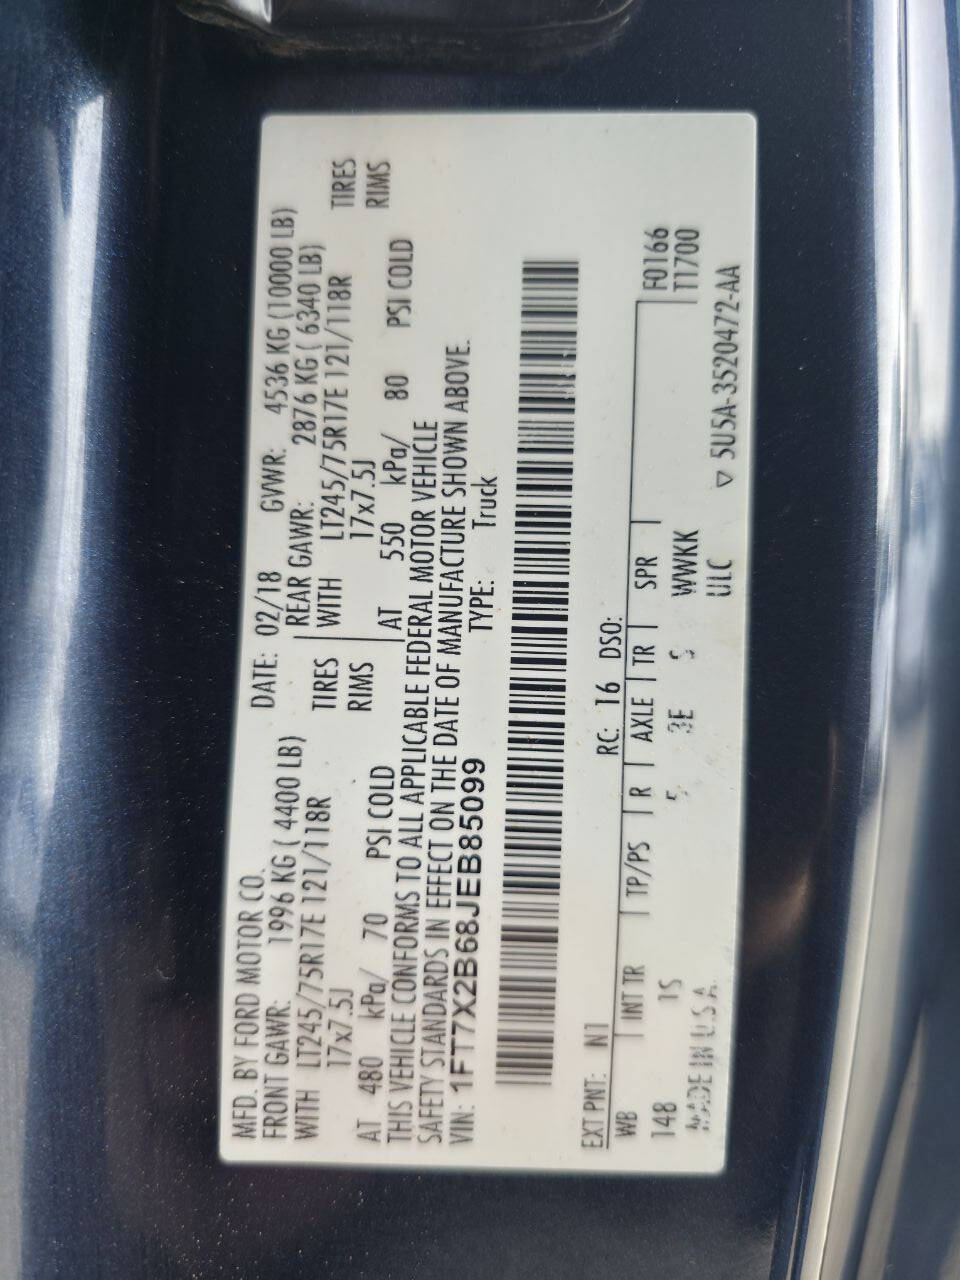 MFD. BY FORD MOTOR CO. DATE: 02/18 GVWR: 4536 KG (10000 LB)
FRONT GAWR: 1996 KG ( 4400 LB) REAR GAWR: 2876 KG ( 6340 LB)
WITH LT245/75R17E 121/118R TIRES WITH LT245/75R17E 121/118R TIRES
17x7.5J RIMS 17x7.5J RIMS
AT 480 kPa/ 70 PSI COLD AT 550 kPa/ 80 PSI COLD
THIS VEHICLE CONFORMS TO ALL APPLICABLE FEDERAL MOTOR VEHICLE
SAFETY STANDARDS IN EFFECT ON THE DATE OF MANUFACTURE SHOWN ABOVE.
VIN: 1FT7X2B68JEB85099 TYPE: Truck
EXT PNT: N1 RC: 16 DSO:
WB INT TR TP/PS R AXLE TR SPR F0166
148 1S 5 3E WWKK T1700
MADE IN U.S.A. ULC ▽ 5U5A-3520472-AA